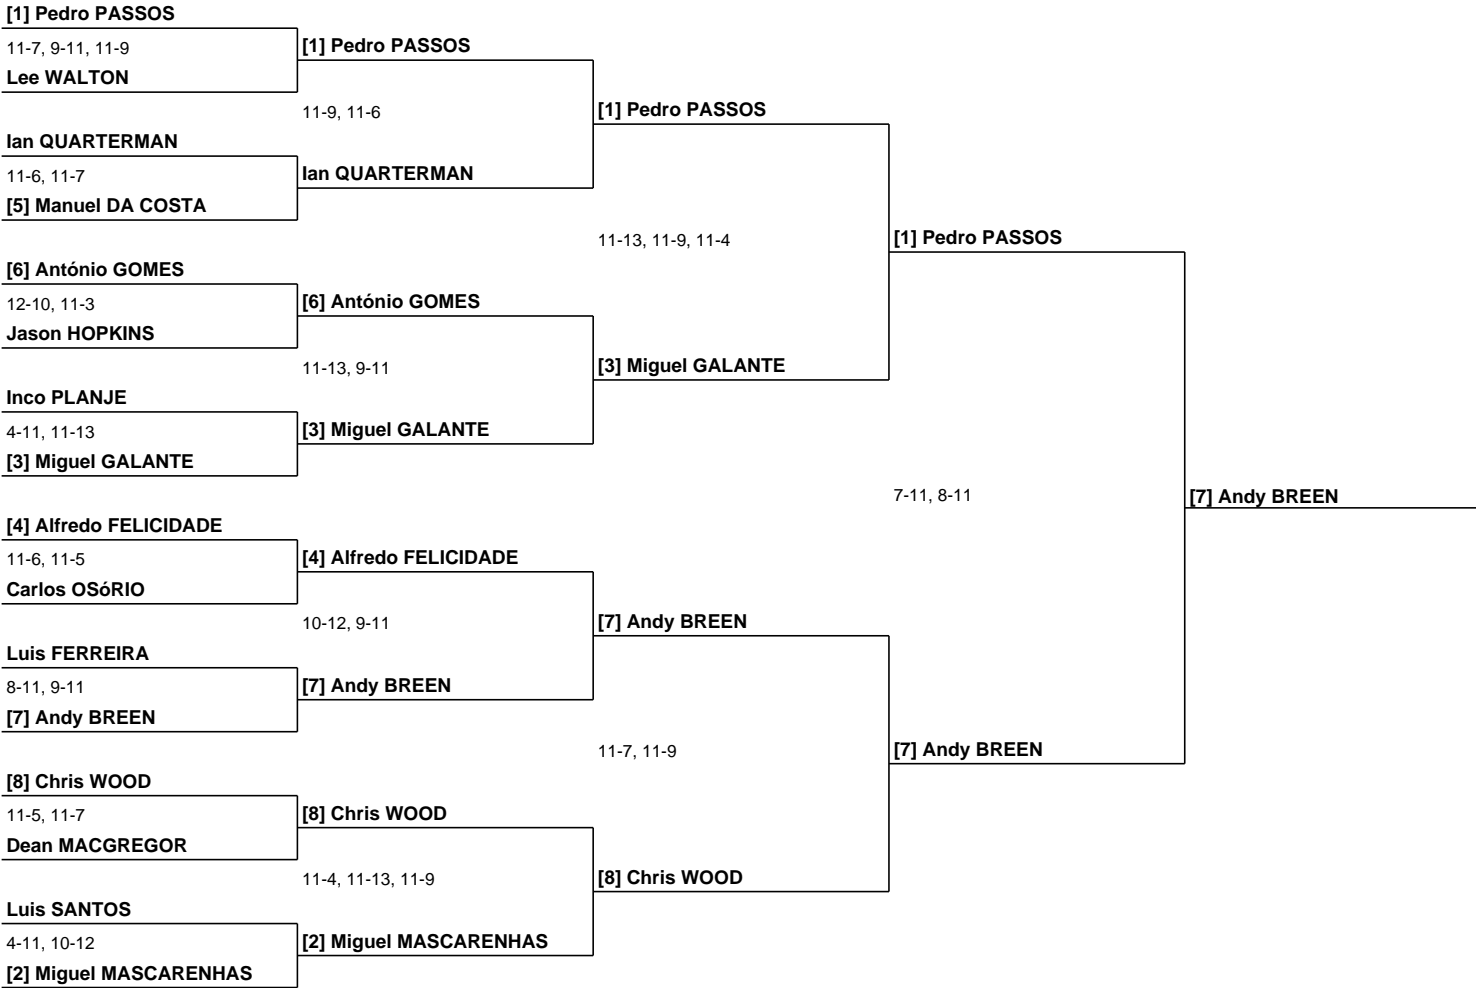 [1] Pedro PASSOS
11-7, 9-11, 11-9
Lee WALTON
Ian QUARTERMAN
11-6, 11-7
[5] Manuel DA COSTA
[6] António GOMES
12-10, 11-3
Jason HOPKINS
Inco PLANJE
4-11, 11-13
[3] Miguel GALANTE
[4] Alfredo FELICIDADE
11-6, 11-5
Carlos OSóRIO
Luis FERREIRA
8-11, 9-11
[7] Andy BREEN
[8] Chris WOOD
11-5, 11-7
Dean MACGREGOR
Luis SANTOS
4-11, 10-12
[2] Miguel MASCARENHAS
[1] Pedro PASSOS
11-9, 11-6
Ian QUARTERMAN
[6] António GOMES
11-13, 9-11
[3] Miguel GALANTE
[4] Alfredo FELICIDADE
10-12, 9-11
[7] Andy BREEN
[8] Chris WOOD
11-4, 11-13, 11-9
[2] Miguel MASCARENHAS
[1] Pedro PASSOS
11-13, 11-9, 11-4
[3] Miguel GALANTE
[7] Andy BREEN
11-7, 11-9
[8] Chris WOOD
[1] Pedro PASSOS
7-11, 8-11
[7] Andy BREEN
[7] Andy BREEN